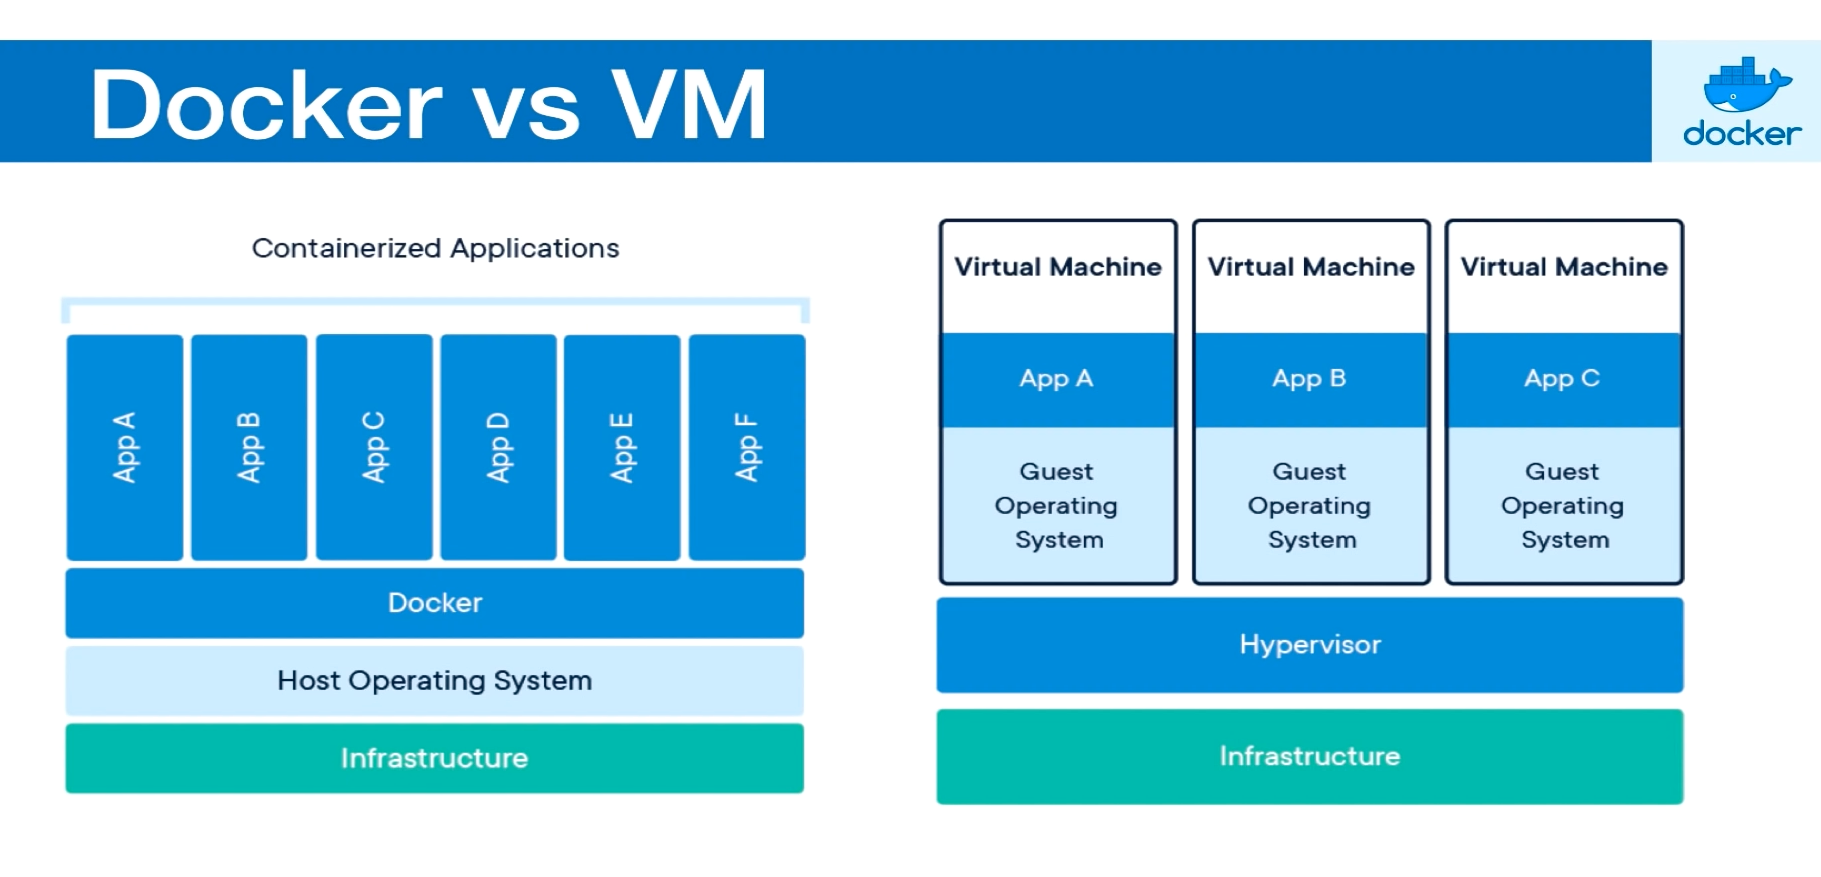 Docker vs VM
docker
Containerized Applications
App A
App B
App C
App D
App E
App F
Docker
Host Operating System
Infrastructure
Virtual Machine
App A
Guest
Operating
System
Virtual Machine
App B
Guest
Operating
System
Virtual Machine
App C
Guest
Operating
System
Hypervisor
Infrastructure